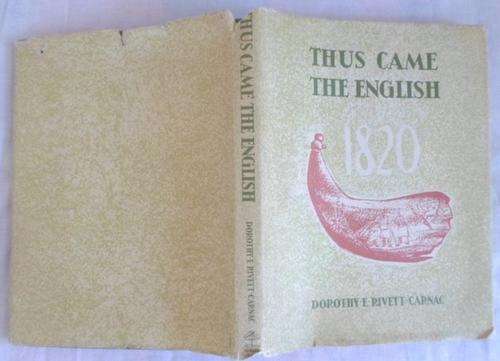 THUS CAME THE ENGLISH
DOROTHY E RIVETT-CARNAC
THUS CAME
THE ENGLISH
1820
DOROTHY E RIVETT-CARNAC